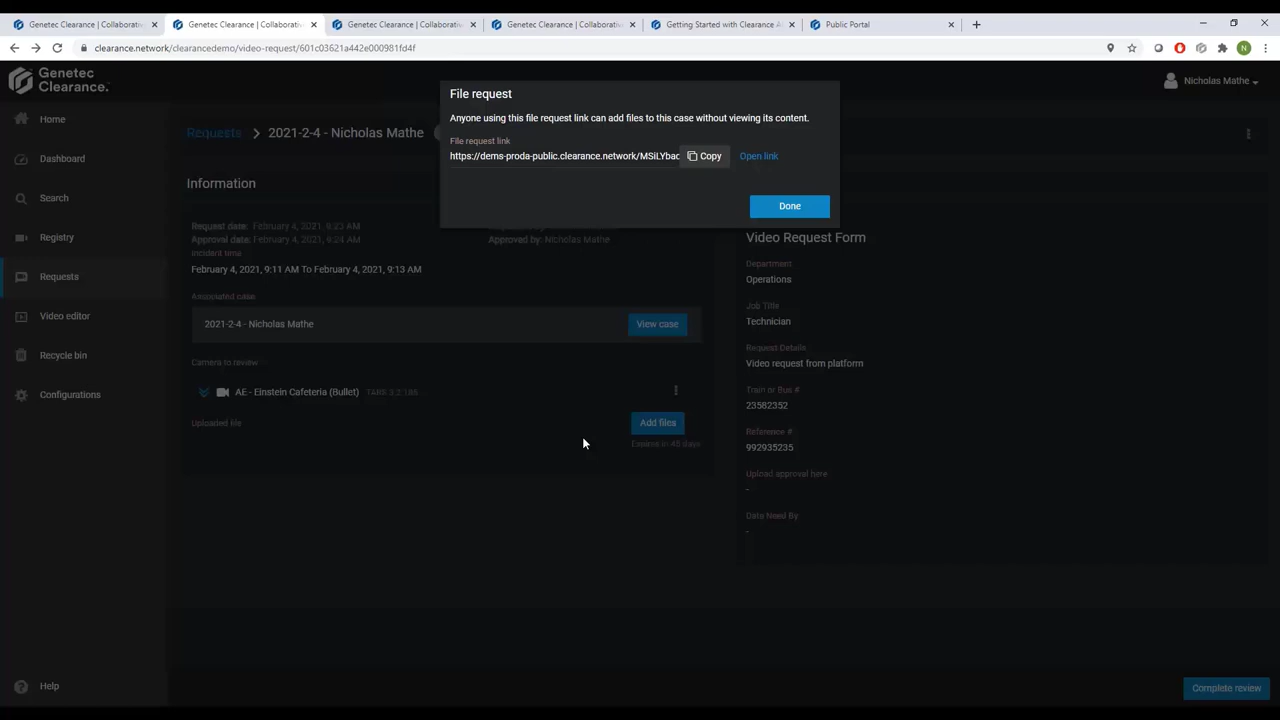 Genetec Clearance | Collaborativ
Genetec Clearance | Collaborativ
Genetec Clearance | Collaborativ
Genetec Clearance | Collaborativ
Getting Started with Clearance A
Public Portal
clearance.network/clearancedemo/video-request/601c03621a442e000981fd4f
N
Genetec
Clearance.
Nicholas Mathe
Home
Dashboard
Search
Registry
Requests
Video editor
Recycle bin
Configurations
Help
Requests > 2021-2-4 - Nicholas Mathe
File request
Anyone using this file request link can add files to this case without viewing its content.
File request link
https://dems-proda-public.clearance.network/MSiLYbac
Copy
Open link
Done
Information
Request date: February 4, 2021, 9:23 AM
Approval date: February 4, 2021, 9:24 AM
Approved by: Nicholas Mathe
Incident time
February 4, 2021, 9:11 AM To February 4, 2021, 9:13 AM
Associated case
2021-2-4 - Nicholas Mathe
View case
Camera to review
AE - Einstein Cafeteria (Bullet)
Uploaded file
Add files
Expires in 45 days
Video Request Form
Department
Operations
Job Title
Technician
Request Details
Video request from platform
Train or Bus #
23582352
Reference #
992935235
Upload approval here
-
Date Need By
-
Complete review